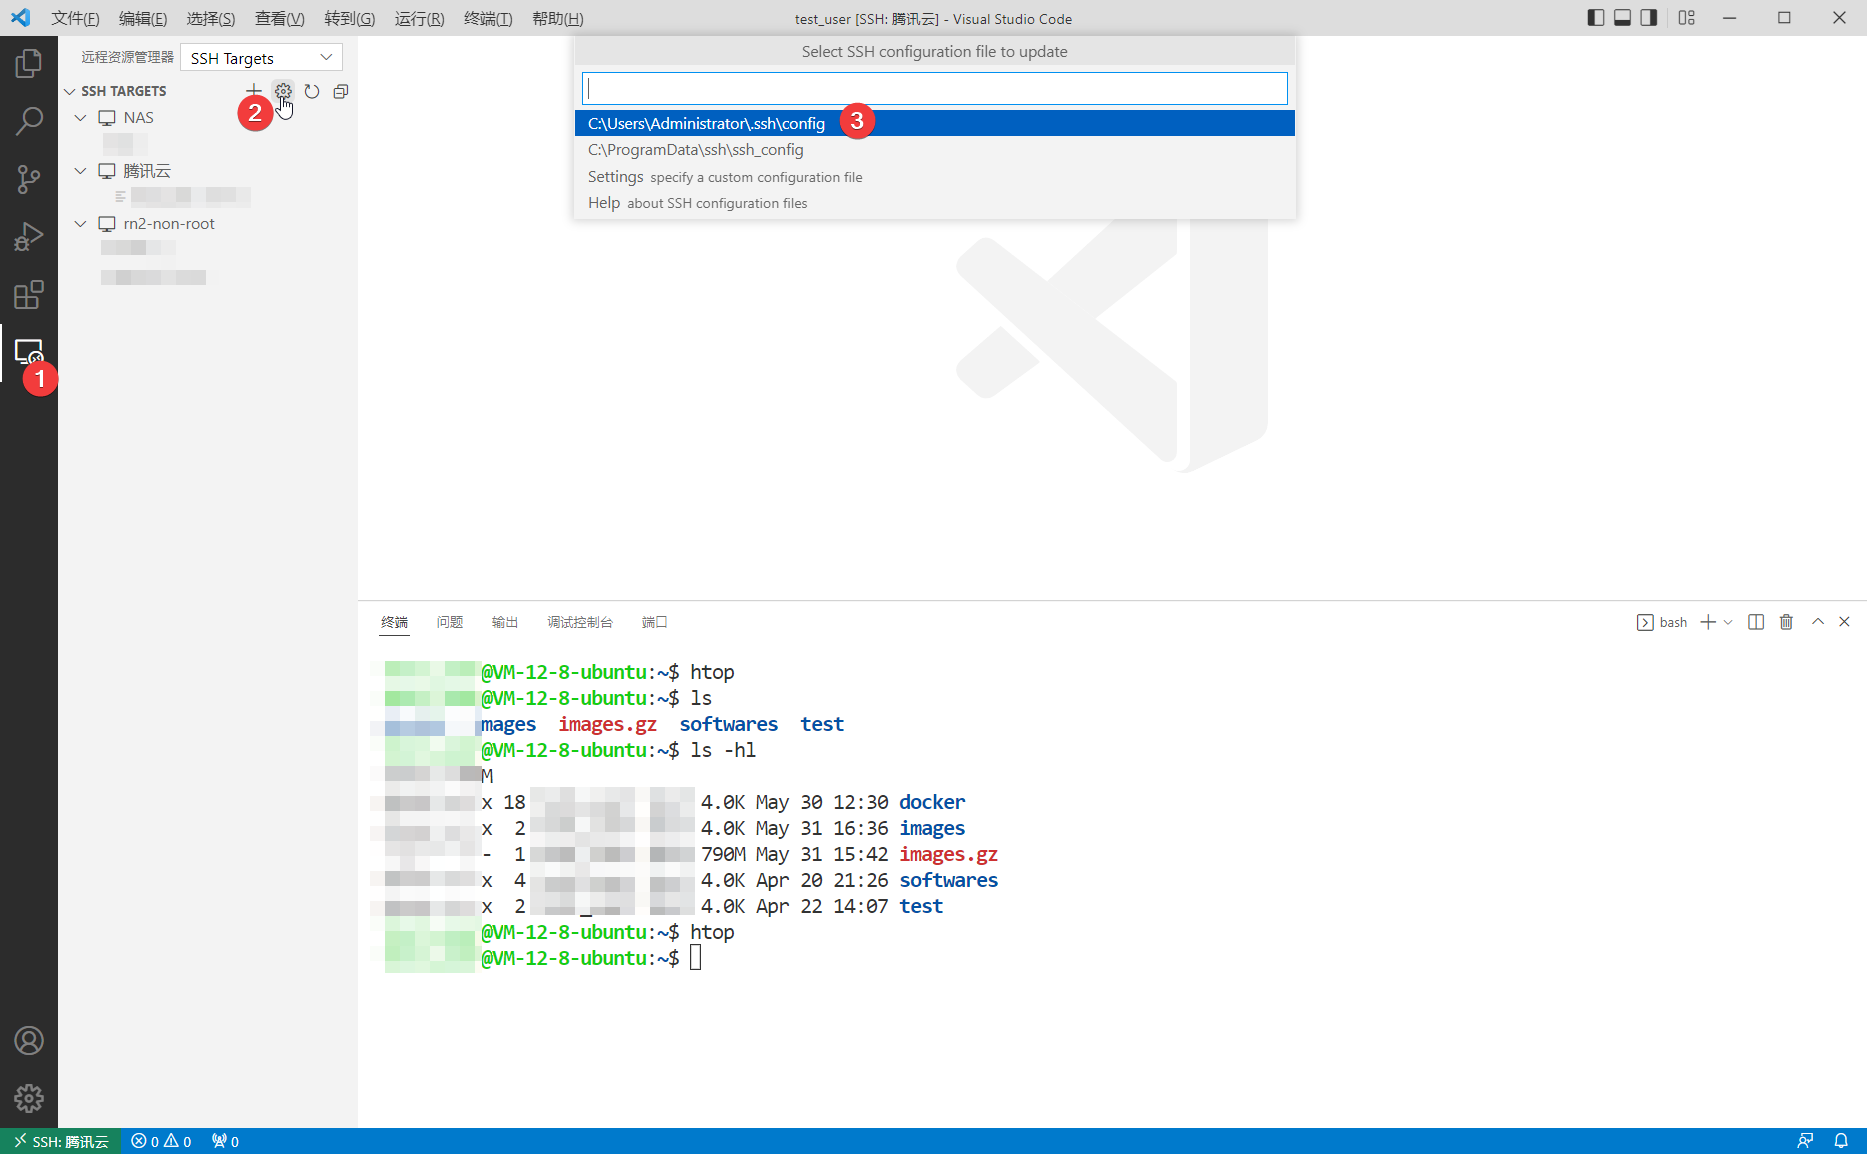 文件(F) 编辑(E) 选择(S) 查看(V) 转到(G) 运行(R) 终端(T) 帮助(H) test_user [SSH: 腾讯云] - Visual Studio Code
远程资源管理器 SSH Targets
SSH TARGETS
2
NAS
腾讯云
rn2-non-root
1
Select SSH configuration file to update
C:\Users\Administrator\.ssh\config 3
C:\ProgramData\ssh\ssh_config
Settings specify a custom configuration file
Help about SSH configuration files
终端 问题 输出 调试控制台 端口 bash
@VM-12-8-ubuntu:~$ htop
@VM-12-8-ubuntu:~$ ls
mages images.gz softwares test
@VM-12-8-ubuntu:~$ ls -hl
M
x 18 4.0K May 30 12:30 docker
x 2 4.0K May 31 16:36 images
- 1 790M May 31 15:42 images.gz
x 4 4.0K Apr 20 21:26 softwares
x 2 4.0K Apr 22 14:07 test
@VM-12-8-ubuntu:~$ htop
@VM-12-8-ubuntu:~$
SSH: 腾讯云 0 0 0